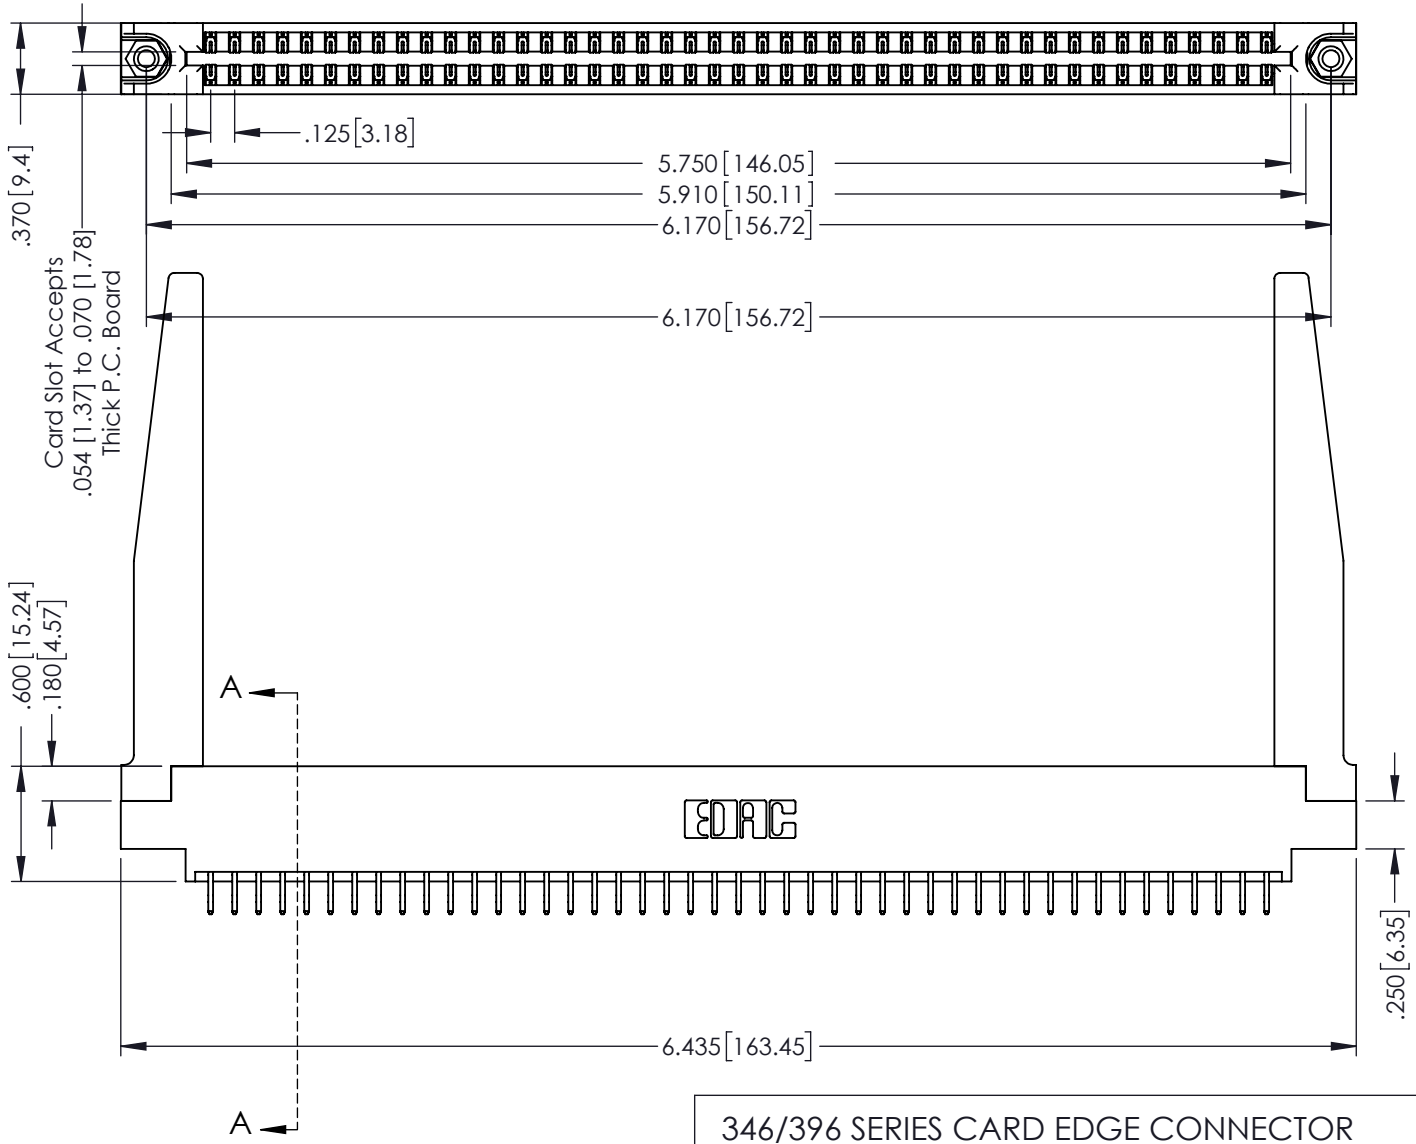 .125[3.18]
5.750[146.05]
5.910[150.11]
6.170[156.72]
.370[9.4]
Card Slot Accepts
.054 [1.37] to .070 [1.78]
Thick P.C. Board
6.170[156.72]
.600[15.24]
.180[4.57]
A
EDAC
.250[6.35]
6.435[163.45]
A
346/396 SERIES CARD EDGE CONNECTOR